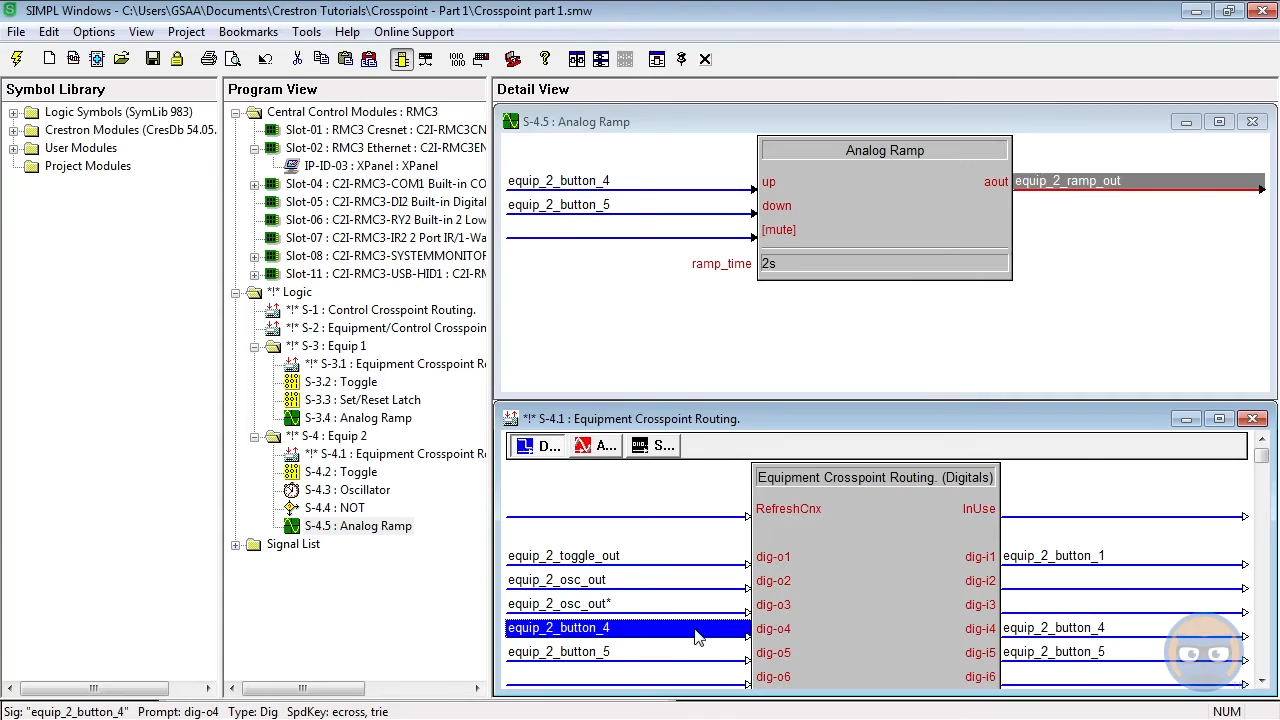 SIMPL Windows - C:\Users\GSAA\Documents\Crestron Tutorials\Crosspoint - Part 1\Crosspoint part 1.smw
File Edit Options View Project Bookmarks Tools Help Online Support
Symbol Library
Logic Symbols (SymLib 983)
Crestron Modules (CresDb 54.05.
User Modules
Project Modules
Program View
Central Control Modules : RMC3
Slot-01 : RMC3 Cresnet : C2I-RMC3CN
Slot-02 : RMC3 Ethernet : C2I-RMC3EN
IP-ID-03 : XPanel : XPanel
Slot-04 : C2I-RMC3-COM1 Built-in CO
Slot-05 : C2I-RMC3-DI2 Built-in Digital
Slot-06 : C2I-RMC3-RY2 Built-in 2 Low
Slot-07 : C2I-RMC3-IR2 2 Port IR/1-Wa
Slot-08 : C2I-RMC3-SYSTEMMONITOR
Slot-11 : C2I-RMC3-USB-HID1 : C2I-RM
*!* Logic
*!* S-1 : Control Crosspoint Routing.
*!* S-2 : Equipment/Control Crosspoin
*!* S-3 : Equip 1
*!* S-3.1 : Equipment Crosspoint R
S-3.2 : Toggle
S-3.3 : Set/Reset Latch
S-3.4 : Analog Ramp
*!* S-4 : Equip 2
*!* S-4.1 : Equipment Crosspoint R
S-4.2 : Toggle
S-4.3 : Oscillator
S-4.4 : NOT
S-4.5 : Analog Ramp
Signal List
Detail View
S-4.5 : Analog Ramp
Analog Ramp
equip_2_button_4 up aout equip_2_ramp_out
equip_2_button_5 down
[mute]
ramp_time 2s
*!* S-4.1 : Equipment Crosspoint Routing.
D... A... S...
Equipment Crosspoint Routing. (Digitals)
RefreshCnx InUse
equip_2_toggle_out dig-o1 dig-i1 equip_2_button_1
equip_2_osc_out dig-o2 dig-i2
equip_2_osc_out* dig-o3 dig-i3
equip_2_button_4 dig-o4 dig-i4 equip_2_button_4
equip_2_button_5 dig-o5 dig-i5 equip_2_button_5
dig-o6 dig-i6
Sig: "equip_2_button_4" Prompt: dig-o4 Type: Dig SpdKey: ecross, trie
NUM